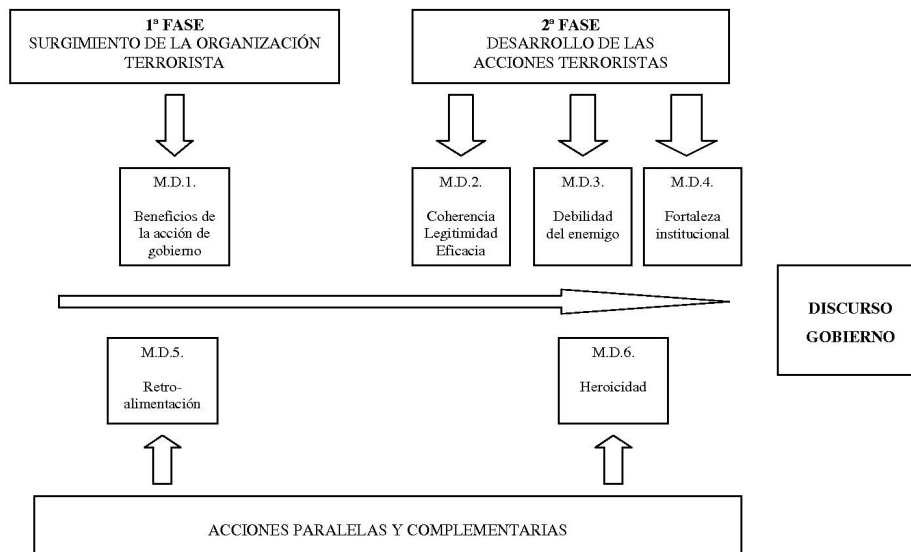 1ª FASE
SURGIMIENTO DE LA ORGANIZACIÓN
TERRORISTA
2ª FASE
DESARROLLO DE LAS
ACCIONES TERRORISTAS
M.D.1.
Beneficios de
la acción de
gobierno
M.D.2.
Coherencia
Legitimidad
Eficacia
M.D.3.
Debilidad
del enemigo
M.D.4.
Fortaleza
institucional
DISCURSO
GOBIERNO
M.D.5.
Retro-
alimentación
M.D.6.
Heroicidad
ACCIONES PARALELAS Y COMPLEMENTARIAS